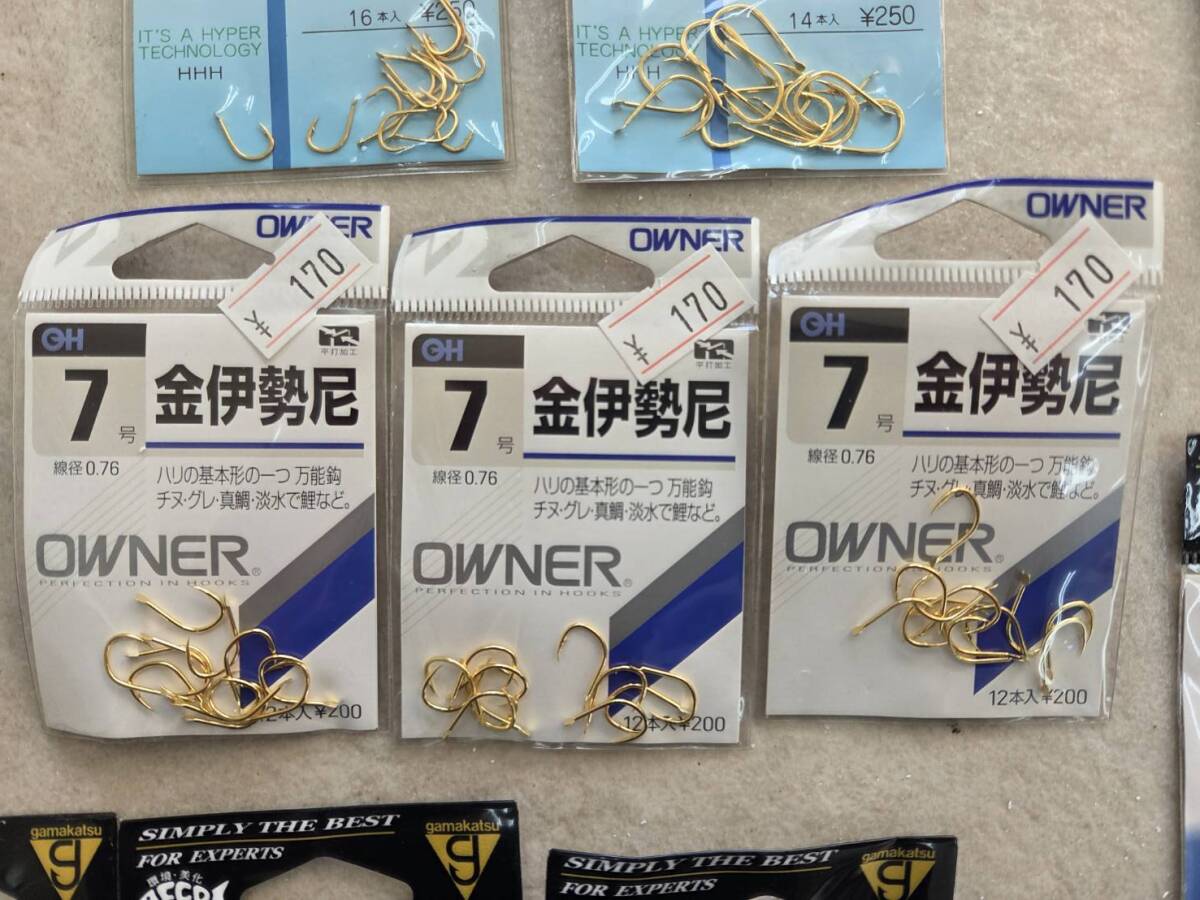 16本入 ¥250
IT'S A HYPER
TECHNOLOGY
HHH
14本入 ¥250
IT'S A HYPER
TECHNOLOGY
HHH
OWNER
¥170
OH
7号
平打加工
金伊勢尼
線径0.76
ハリの基本形の一つ 万能鈎
チヌ・グレ・真鯛・淡水で鯉など。
OWNER®
PERFECTION IN HOOKS
12本入¥200
OWNER
¥170
OH
7号
平打加工
金伊勢尼
線径0.76
ハリの基本形の一つ 万能鈎
チヌ・グレ・真鯛・淡水で鯉など。
OWNER®
PERFECTION IN HOOKS
12本入¥200
OWNER
¥170
OH
7号
金伊勢尼
線径0.76
ハリの基本形の一つ 万能鈎
チヌ・グレ・真鯛・淡水で鯉など。
OWNER®
PERFECTION IN HOOKS
12本入¥200
gamakatsu
SIMPLY THE BEST
FOR EXPERTS
環境・美化
gamakatsu
SIMPLY THE BEST
FOR EXPERTS
gamakatsu